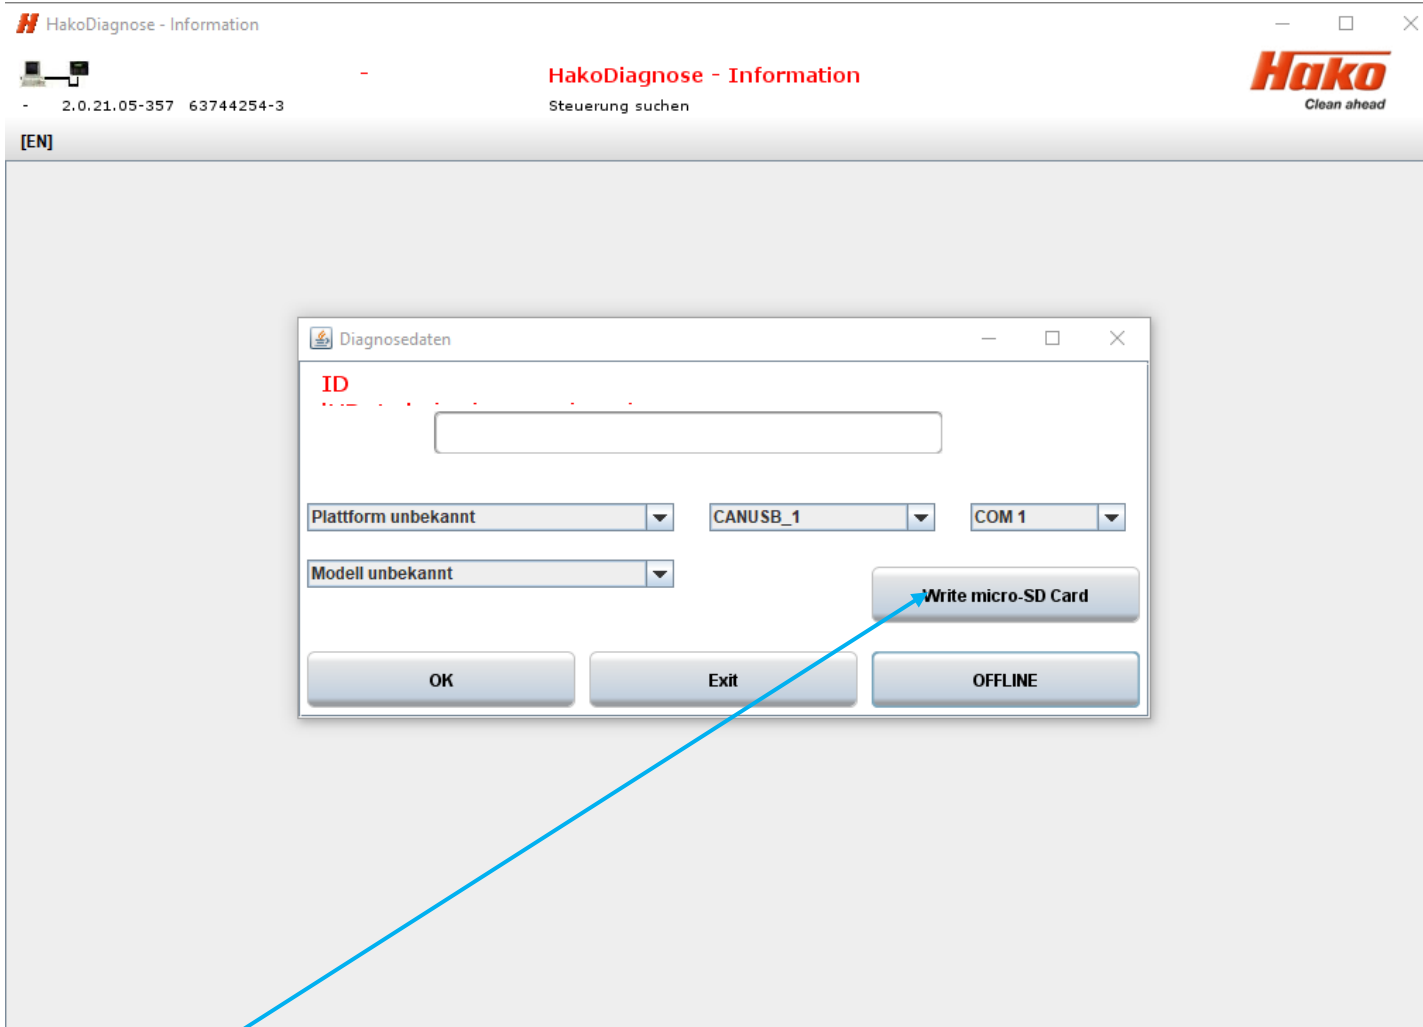 HakoDiagnose - Information
-
HakoDiagnose - Information
Hako
Clean ahead
- 2.0.21.05-357 63744254-3
Steuerung suchen
[EN]
Diagnosedaten
ID
Plattform unbekannt
CANUSB_1
COM 1
Modell unbekannt
Write micro-SD Card
OK
Exit
OFFLINE